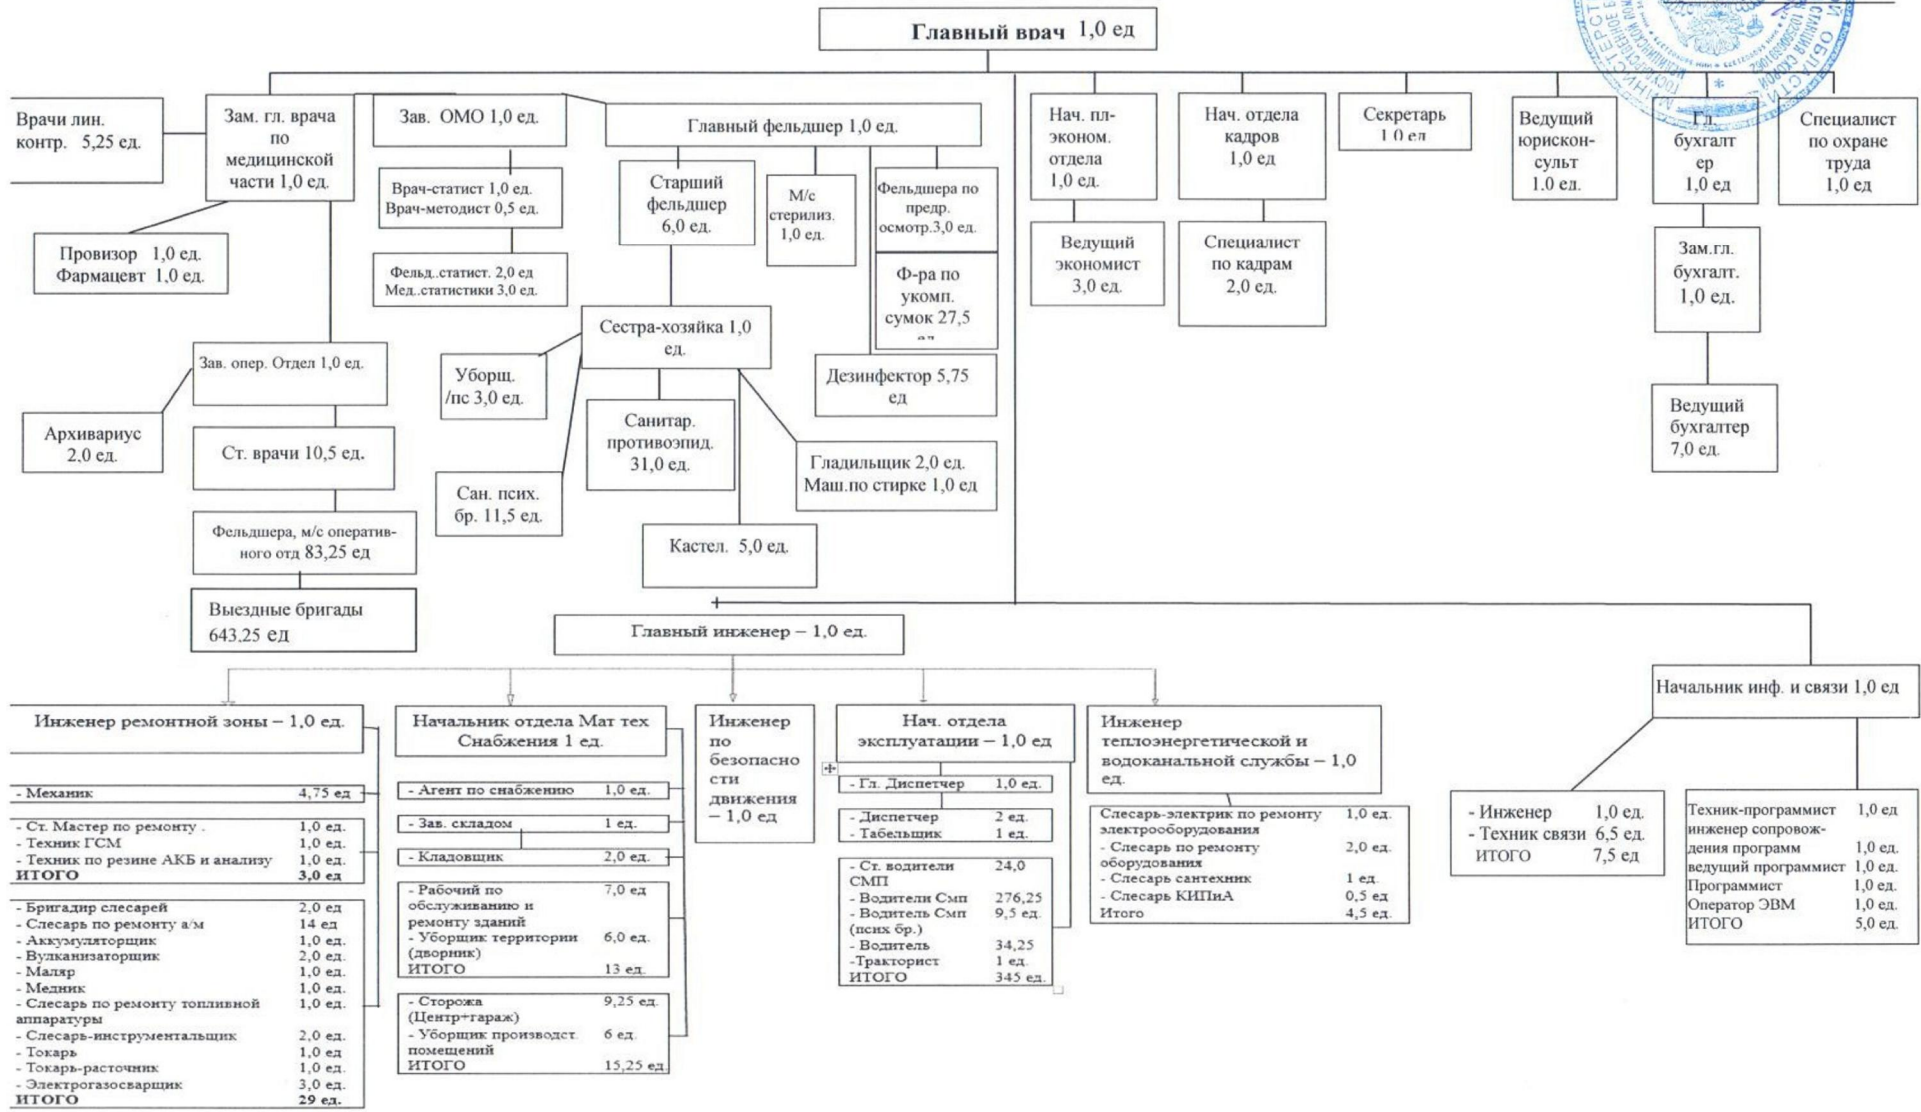 Главный врач 1,0 ед
Врачи лин.
контр. 5,25 ед.
Зам. гл. врача
по
медицинской
части 1,0 ед.
Зав. ОМО 1,0 ед.
Главный фельдшер 1,0 ед.
Нач. пл-
эконом.
отдела
1,0 ед.
Нач. отдела
кадров
1,0 ед
Секретарь
1 0 ед
Ведущий
юрискон-
сульт
1.0 ед.
Гл.
бухгалт
ер
1,0 ед
Специалист
по охране
труда
1,0 ед
Провизор 1,0 ед.
Фармацевт 1,0 ед.
Врач-статист 1,0 ед.
Врач-методист 0,5 ед.
Фельд..статист. 2,0 ед
Мед..статистики 3,0 ед.
Старший
фельдшер
6,0 ед.
М/с
стерилиз.
1,0 ед.
Фельдшера по
предр.
осмотр.3,0 ед.
Ф-ра по
укомп.
сумок 27,5
Ведущий
экономист
3,0 ед.
Специалист
по кадрам
2,0 ед.
Зам.гл.
бухгалт.
1,0 ед.
Ведущий
бухгалтер
7,0 ед.
Зав. опер. Отдел 1,0 ед.
Архивариус
2,0 ед.
Ст. врачи 10,5 ед.
Фельдшера, м/с оператив-
ного отд 83,25 ед
Выездные бригады
643,25 ед
Сестра-хозяйка 1,0
ед.
Уборщ.
/пс 3,0 ед.
Сан. псих.
бр. 11,5 ед.
Санитар.
противоэпид.
31,0 ед.
Кастел. 5,0 ед.
Гладильщик 2,0 ед.
Маш.по стирке 1,0 ед
Дезинфектор 5,75
ед
Главный инженер – 1,0 ед.
Инженер ремонтной зоны – 1,0 ед.
- Механик 4,75 ед
- Ст. Мастер по ремонту . 1,0 ед.
- Техник ГСМ 1,0 ед.
- Техник по резине АКБ и анализу 1,0 ед.
ИТОГО 3,0 ед
- Бригадир слесарей 2,0 ед
- Слесарь по ремонту а/м 14 ед
- Аккумуляторщик 1,0 ед.
- Вулканизаторщик 2,0 ед.
- Маляр 1,0 ед.
- Медник 1,0 ед.
- Слесарь по ремонту топливной 1,0 ед.
аппаратуры
- Слесарь-инструментальщик 2,0 ед.
- Токарь 1,0 ед
- Токарь-расточник 1,0 ед.
- Электрогазосварщик 3,0 ед.
ИТОГО 29 ед.
Начальник отдела Мат тех
Снабжения 1 ед.
- Агент по снабжению 1,0 ед.
- Зав. складом 1 ед.
- Кладовщик 2,0 ед.
- Рабочий по 7,0 ед
обслуживанию и
ремонту зданий
- Уборщик территории 6,0 ед.
(дворник)
ИТОГО 13 ед.
- Сторожа 9,25 ед.
(Центр+гараж)
- Уборщик производст. 6 ед.
помещений
ИТОГО 15,25 ед.
Инженер
по
безопасно
сти
движения
– 1,0 ед
Нач. отдела
эксплуатации – 1,0 ед
- Гл. Диспетчер 1,0 ед.
- Диспетчер 2 ед.
- Табельщик 1 ед.
- Ст. водители 24,0
СМП
- Водители Смп 276,25
- Водитель Смп 9,5 ед.
(псих бр.)
- Водитель 34,25
-Тракторист 1 ед.
ИТОГО 345 ед.
Инженер
теплоэнергетической и
водоканальной службы – 1,0
ед.
Слесарь-электрик по ремонту 1,0 ед.
электрооборудования
- Слесарь по ремонту 2,0 ед.
оборудования
- Слесарь сантехник 1 ед.
- Слесарь КИПиА 0,5 ед
Итого 4,5 ед.
Начальник инф. и связи 1,0 ед
- Инженер 1,0 ед.
- Техник связи 6,5 ед.
ИТОГО 7,5 ед
Техник-программист 1,0 ед
инженер сопровож-
дения программ 1,0 ед.
ведущий программист 1,0 ед.
Программист 1,0 ед.
Оператор ЭВМ 1,0 ед.
ИТОГО 5,0 ед.